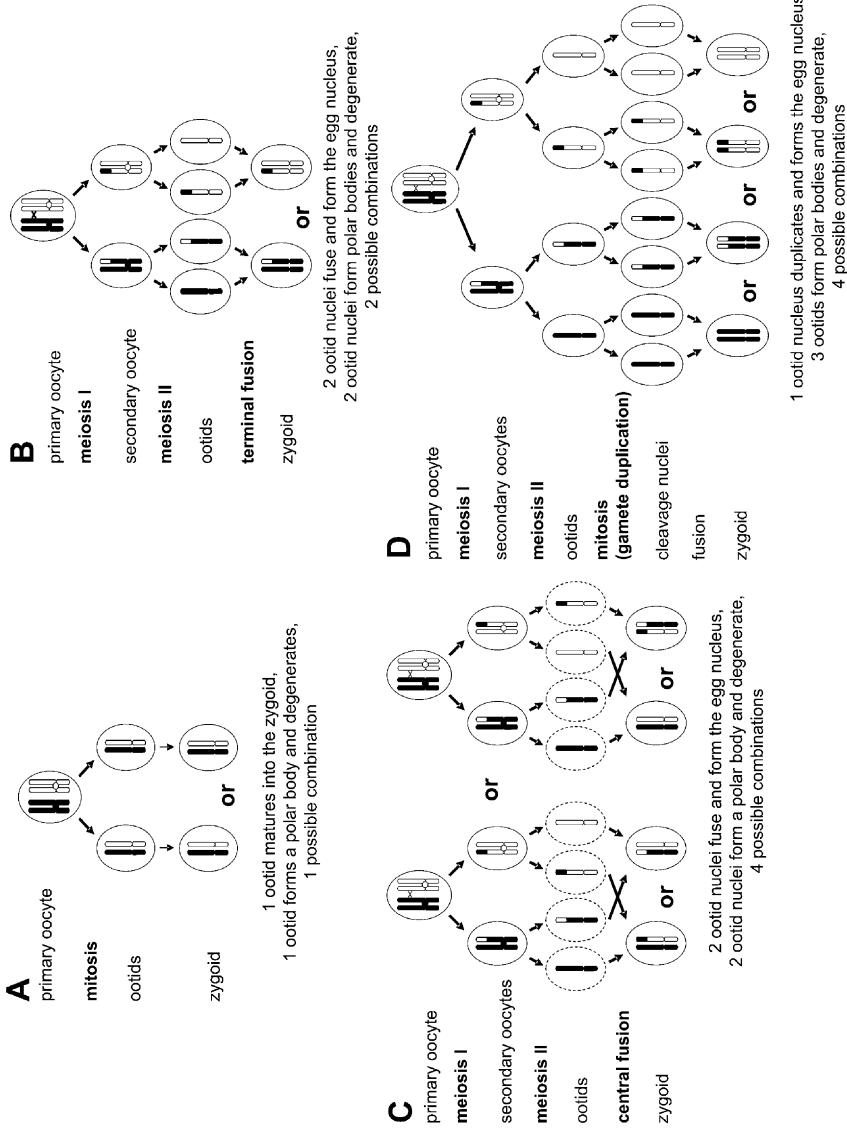 A
primary oocyte
mitosis
ootids
zygoid
or
1 ootid matures into the zygoid,
1 ootid forms a polar body and degenerates,
1 possible combination
B
primary oocyte
meiosis I
secondary oocyte
meiosis II
ootids
terminal fusion
zygoid
or
2 ootid nuclei fuse and form the egg nucleus,
2 ootid nuclei form polar bodies and degenerate,
2 possible combinations
C
primary oocyte
meiosis I
secondary oocytes
meiosis II
ootids
central fusion
zygoid
or
or
or
2 ootid nuclei fuse and form the egg nucleus,
2 ootid nuclei form a polar body and degenerate,
4 possible combinations
D
primary oocyte
meiosis I
secondary oocytes
meiosis II
ootids
mitosis
(gamete duplication)
cleavage nuclei
fusion
zygoid
or
or
or
1 ootid nucleus duplicates and forms the egg nucleus
3 ootids form polar bodies and degenerate,
4 possible combinations